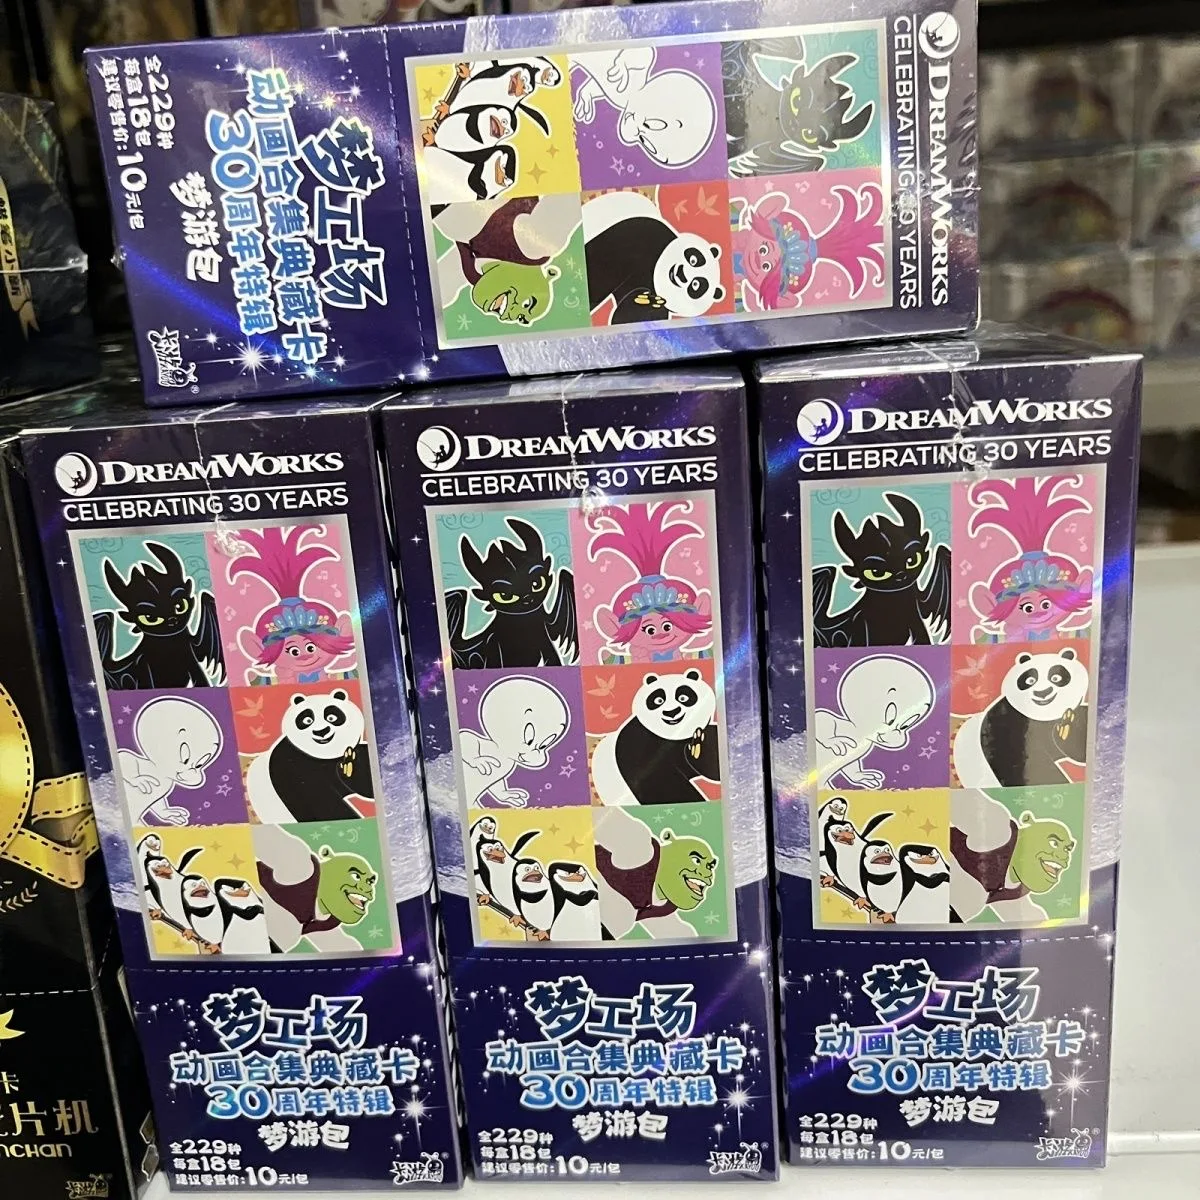 DREAMWORKS
CELEBRATING 30 YEARS
梦工场
动画合集典藏卡
30周年特辑
梦游包
全229种
每盒18包
建议零售价:10元/包
DREAMWORKS
CELEBRATING 30 YEARS
梦工场
动画合集典藏卡
30周年特辑
梦游包
全229种
每盒18包
建议零售价:10元/包
DREAMWORKS
CELEBRATING 30 YEARS
梦工场
动画合集典藏卡
30周年特辑
梦游包
全229种
每盒18包
建议零售价:10元/包
DREAMWORKS
CELEBRATING 30 YEARS
梦工场
动画合集典藏卡
30周年特辑
梦游包
全229种
每盒18包
建议零售价:10元/包
卡
片机
NCHAN